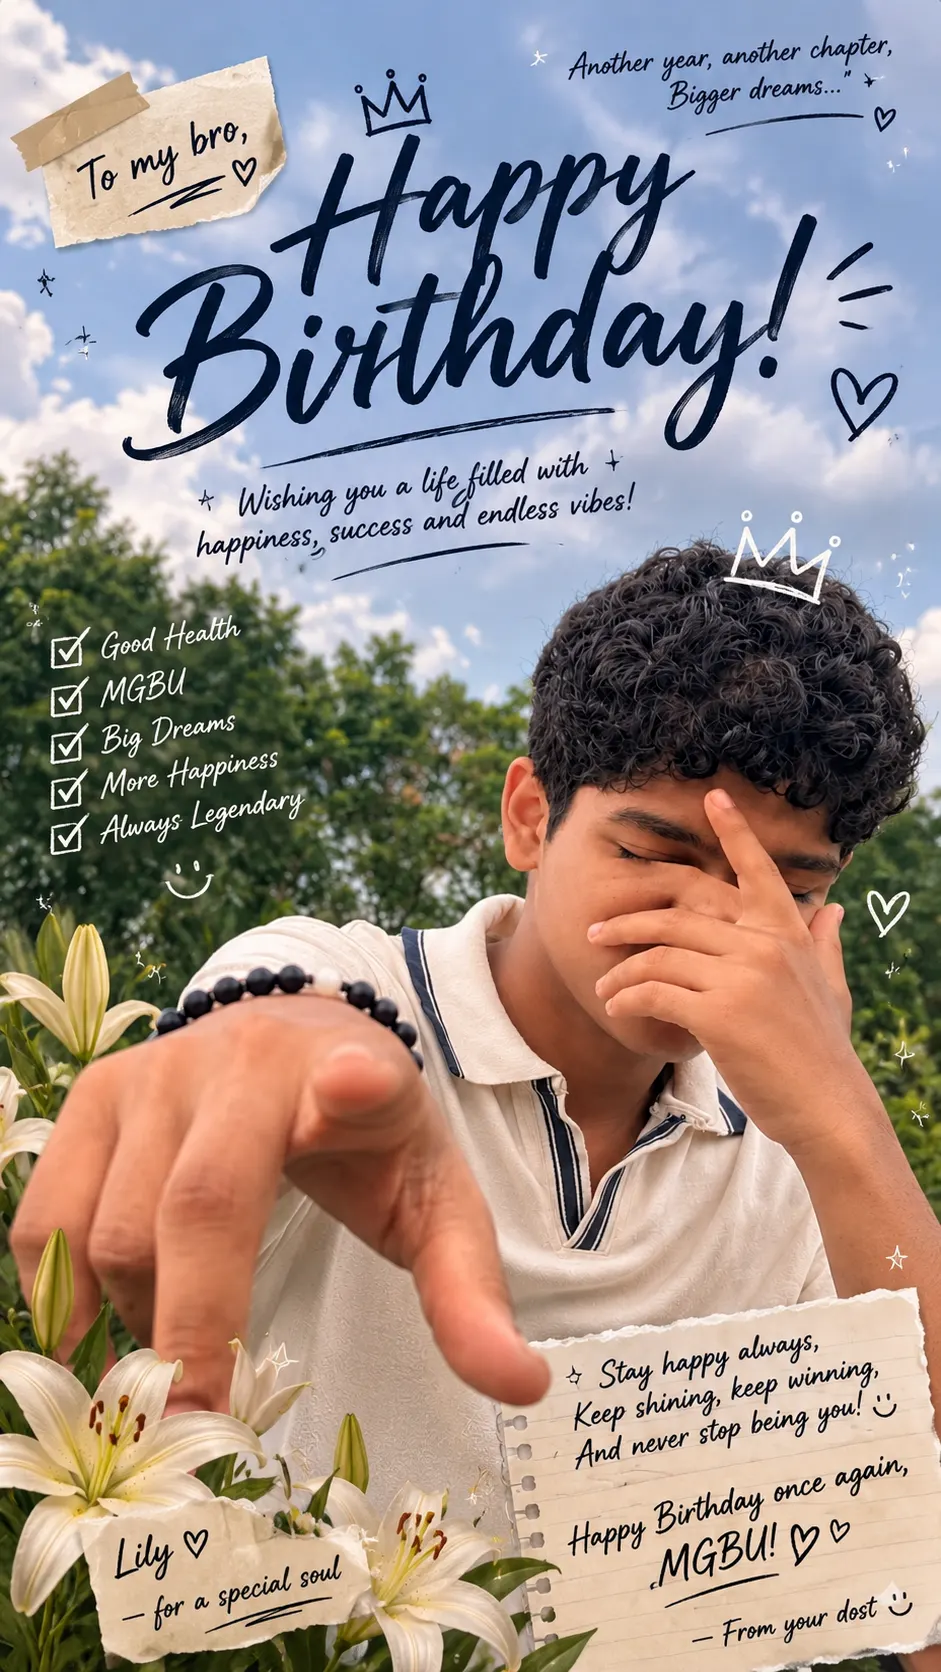 To my bro,
Another year, another chapter,
Bigger dreams..."
Happy
Birthday!
Wishing you a life filled with
happiness, success and endless vibes!
Good Health
MGBU
Big Dreams
More Happiness
Always Legendary
Stay happy always,
Keep shining, keep winning,
And never stop being you!
Happy Birthday once again,
MGBU!
— From your dost
Lily
— for a special soul